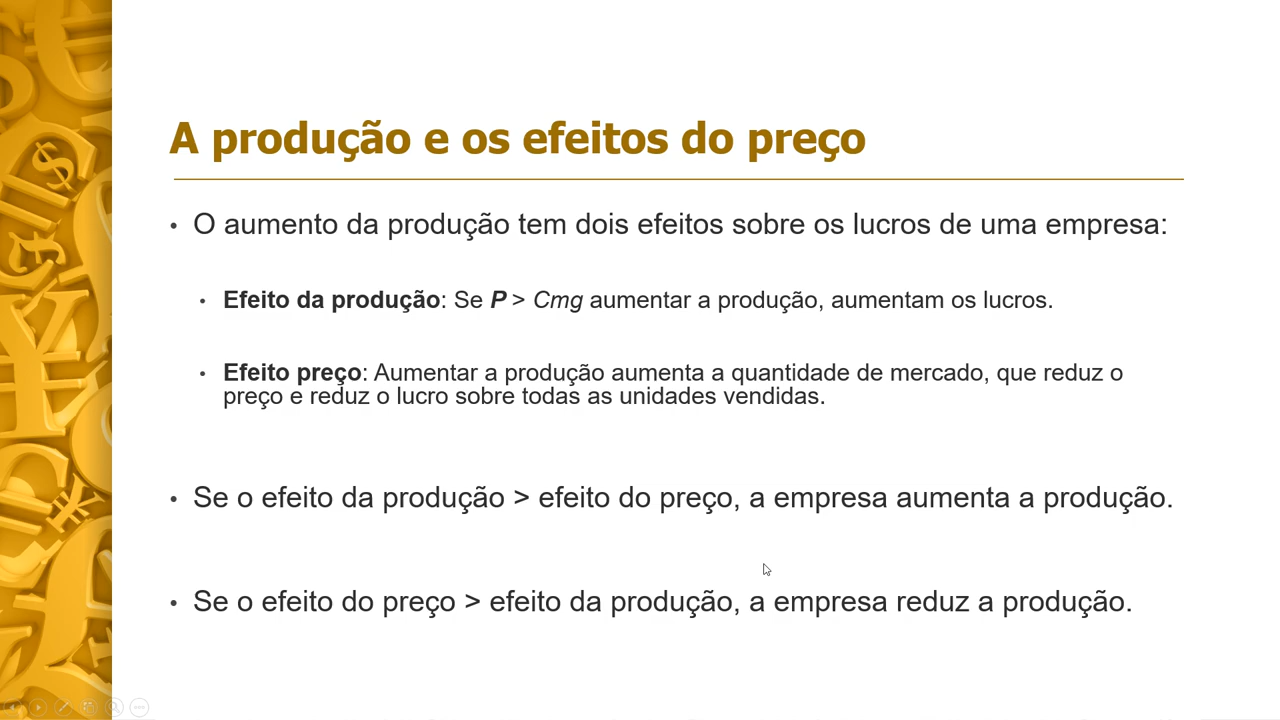 A produção e os efeitos do preço
• O aumento da produção tem dois efeitos sobre os lucros de uma empresa:
• Efeito da produção: Se P > Cmg aumentar a produção, aumentam os lucros.
• Efeito preço: Aumentar a produção aumenta a quantidade de mercado, que reduz o
preço e reduz o lucro sobre todas as unidades vendidas.
• Se o efeito da produção > efeito do preço, a empresa aumenta a produção.
• Se o efeito do preço > efeito da produção, a empresa reduz a produção.